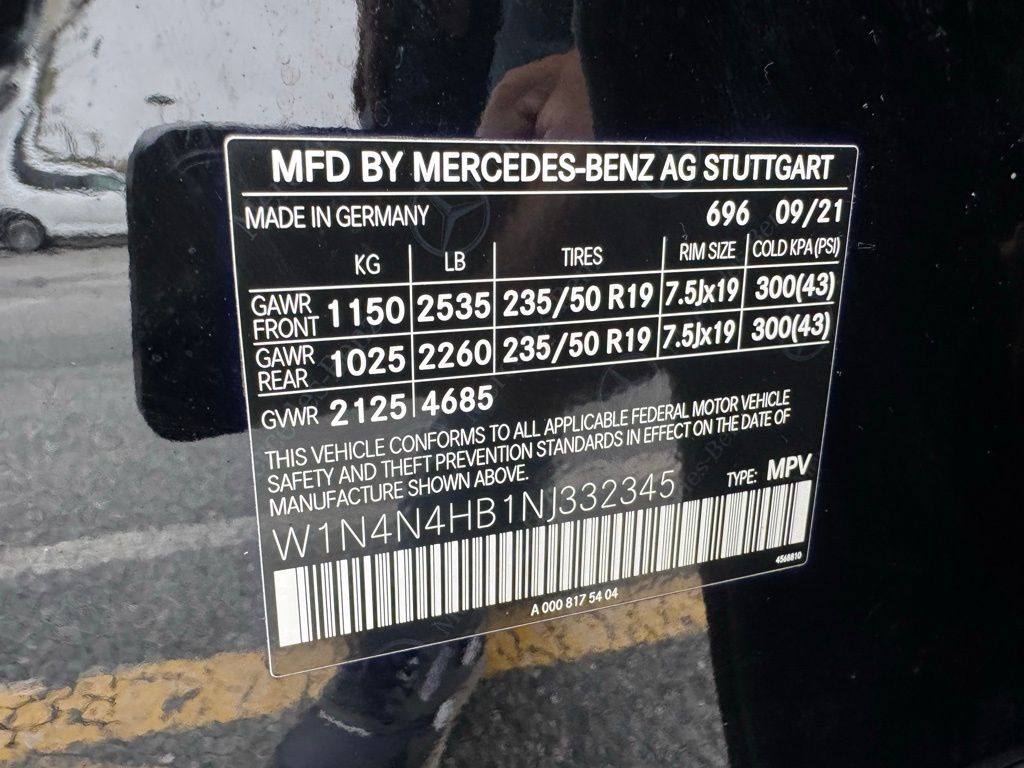 MFD BY MERCEDES-BENZ AG STUTTGART
MADE IN GERMANY 696 09/21
KG LB TIRES RIM SIZE COLD KPA(PSI)
GAWR FRONT 1150 2535 235/50 R19 7.5Jx19 300(43)
GAWR REAR 1025 2260 235/50 R19 7.5Jx19 300(43)
GVWR 2125 4685
THIS VEHICLE CONFORMS TO ALL APPLICABLE FEDERAL MOTOR VEHICLE
SAFETY AND THEFT PREVENTION STANDARDS IN EFFECT ON THE DATE OF
MANUFACTURE SHOWN ABOVE.
TYPE: MPV
W1N4N4HB1NJ332345
4568810
A 000 817 54 04